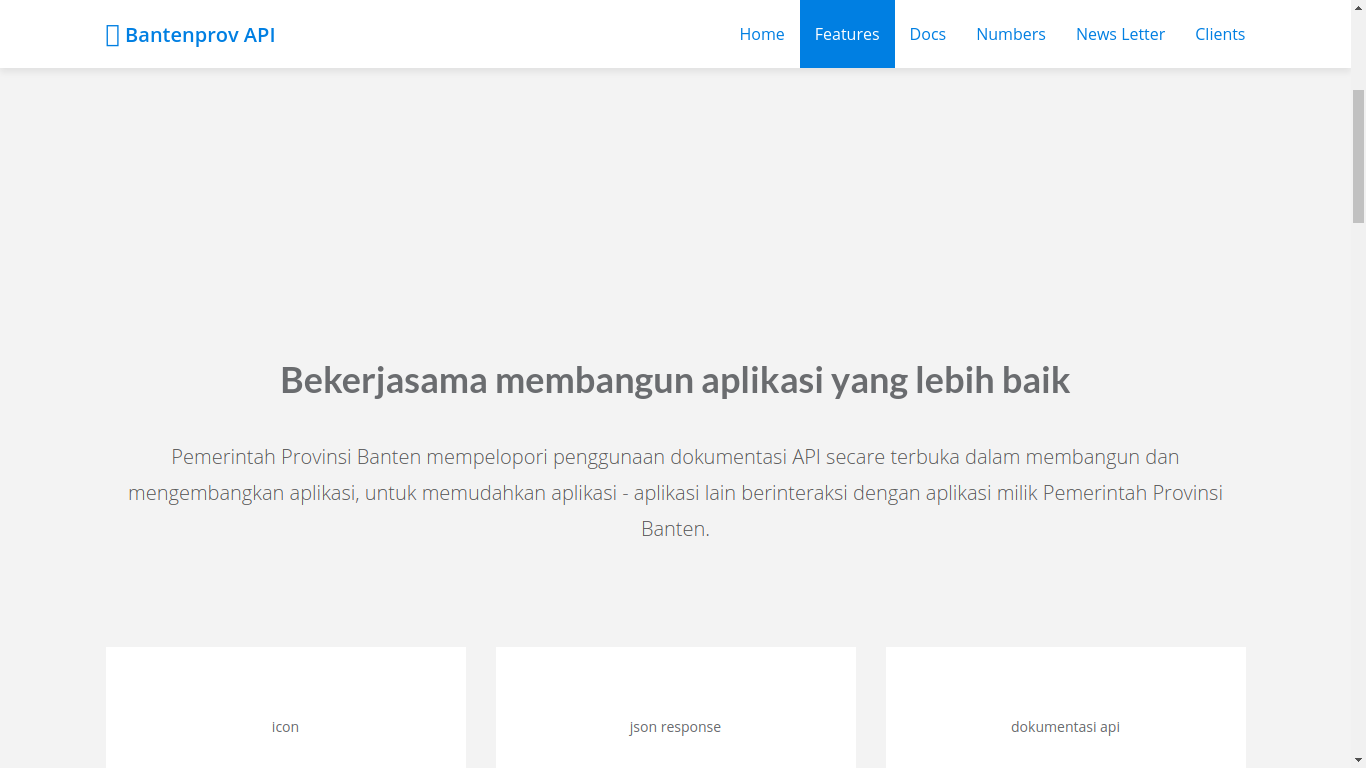 Bantenprov API
Home Features Docs Numbers News Letter Clients
Bekerjasama membangun aplikasi yang lebih baik
Pemerintah Provinsi Banten mempelopori penggunaan dokumentasi API secare terbuka dalam membangun dan
mengembangkan aplikasi, untuk memudahkan aplikasi - aplikasi lain berinteraksi dengan aplikasi milik Pemerintah Provinsi
Banten.
icon
json response
dokumentasi api